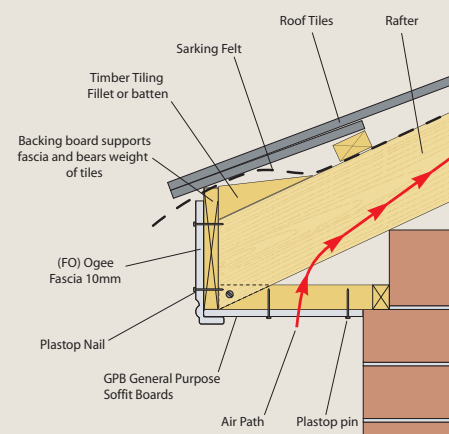 Roof Tiles
Rafter
Sarking Felt
Timber Tiling
Fillet or batten
Backing board supports
fascia and bears weight
of tiles
(FO) Ogee
Fascia 10mm
Plastop Nail
GPB General Purpose
Soffit Boards
Air Path
Plastop pin